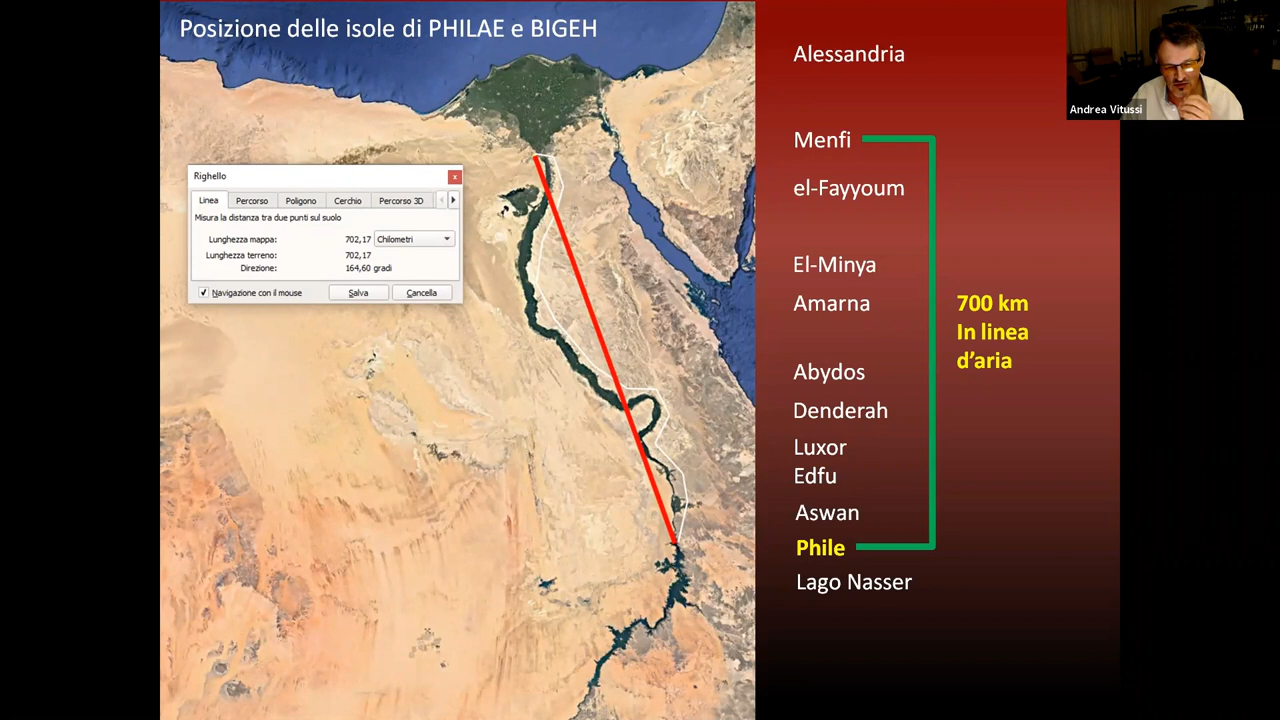 Posizione delle isole di PHILAE e BIGEH
Righello
x
Linea Percorso Poligono Cerchio Percorso 3D
Misura la distanza tra due punti sul suolo
Lunghezza mappa: 702,17 Chilometri
Lunghezza terreno: 702,17
Direzione: 164,60 gradi
Navigazione con il mouse Salva Cancella
Alessandria
Menfi
el-Fayyoum
El-Minya
Amarna
700 km
In linea
d'aria
Abydos
Denderah
Luxor
Edfu
Aswan
Phile
Lago Nasser
Andrea Vitussi